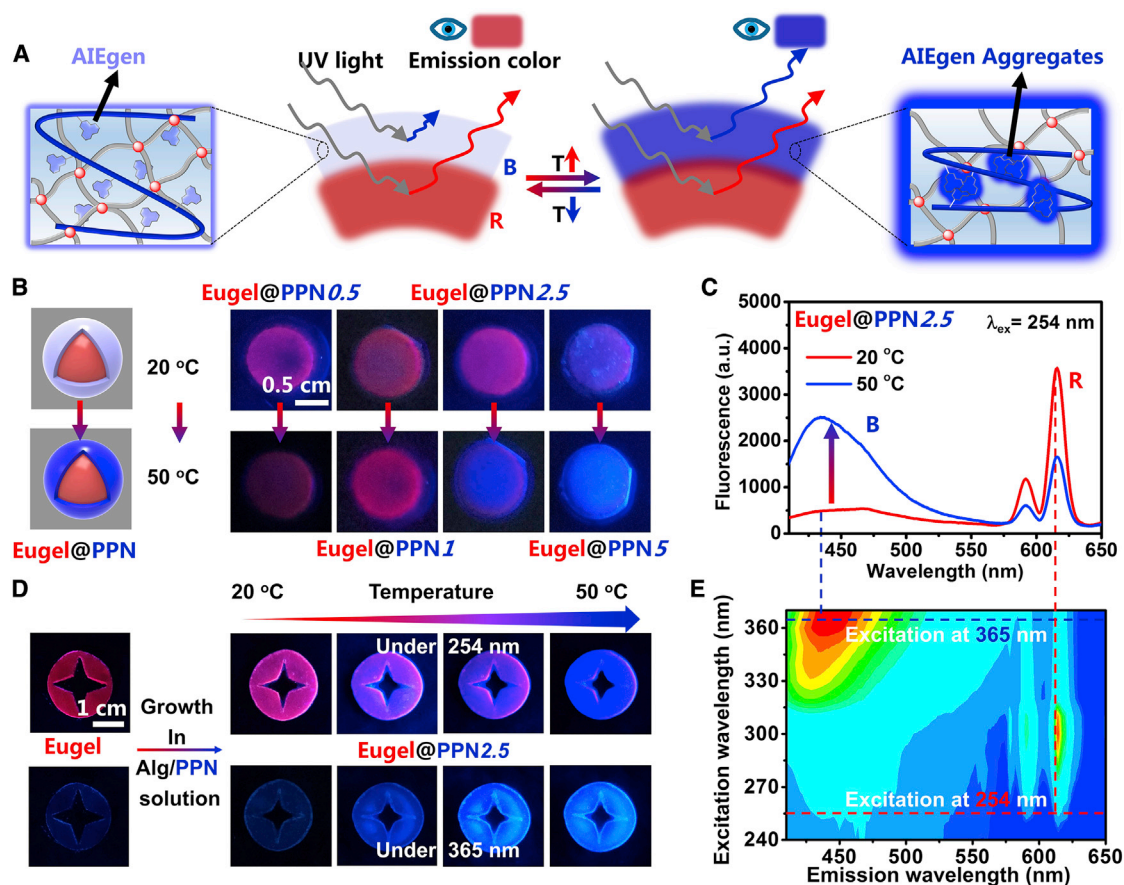 A
AIEgen
UV light
Emission color
B
R
T
T
AIEgen Aggregates
B
Eugel@PPN0.5
Eugel@PPN2.5
20 °C
0.5 cm
50 °C
Eugel@PPN
Eugel@PPN1
Eugel@PPN5
C
Eugel@PPN2.5
λex= 254 nm
20 °C
50 °C
R
B
5000
4000
3000
2500
2000
1500
1000
500
0
450
500
550
600
650
Fluorescence (a.u.)
Wavelength (nm)
D
20 °C
Temperature
50 °C
Under 254 nm
1 cm
Eugel
Growth
In
Alg/PPN
solution
Eugel@PPN2.5
Under 365 nm
E
Excitation at 365 nm
Excitation at 254 nm
360
330
300
270
240
450
500
550
600
650
Excitation wavelength (nm)
Emission wavelength (nm)